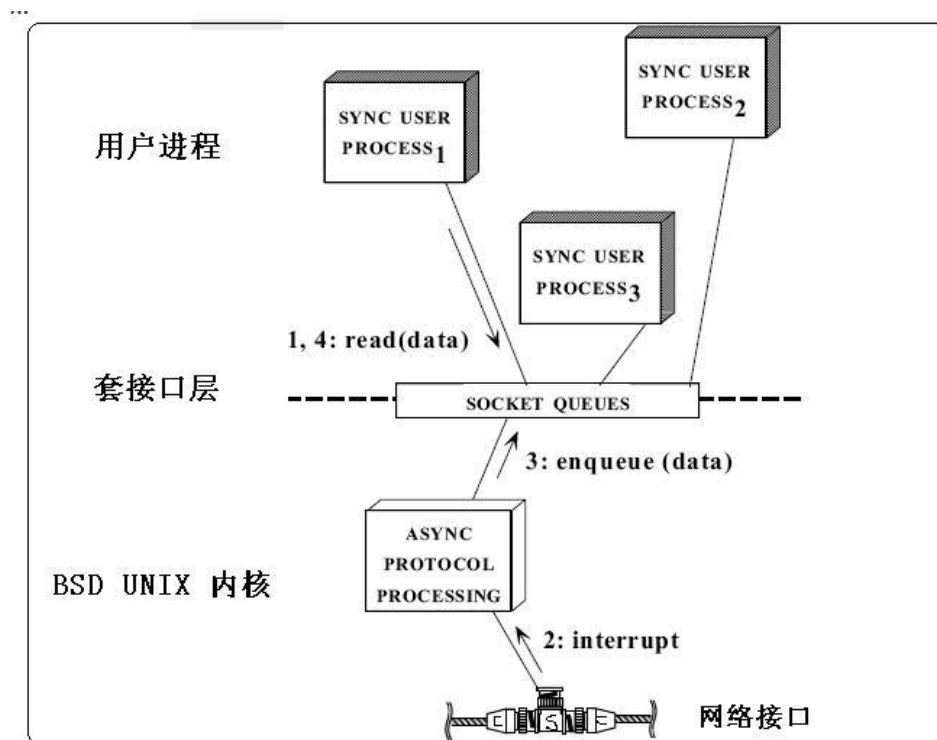 ...
SYNC USER
PROCESS2
SYNC USER
PROCESS1
用户进程
SYNC USER
PROCESS3
1, 4: read(data)
套接口层
SOCKET QUEUES
3: enqueue (data)
ASYNC
PROTOCOL
PROCESSING
BSD UNIX 内核
2: interrupt
网络接口